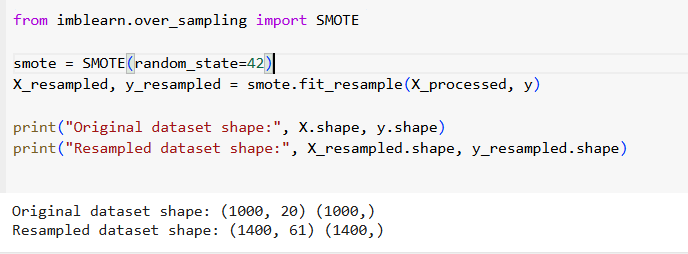 from imblearn.over_sampling import SMOTE
smote = SMOTE(random_state=42)
X_resampled, y_resampled = smote.fit_resample(X_processed, y)
print("Original dataset shape:", X.shape, y.shape)
print("Resampled dataset shape:", X_resampled.shape, y_resampled.shape)
Original dataset shape: (1000, 20) (1000,)
Resampled dataset shape: (1400, 61) (1400,)